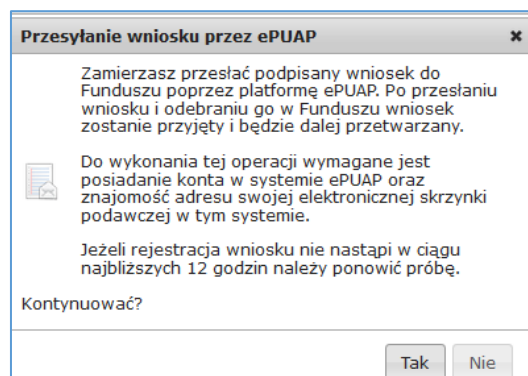 Przesyłanie wniosku przez ePUAP
Zamierzasz przesłać podpisany wniosek do
Funduszu poprzez platformę ePUAP. Po przesłaniu
wniosku i odebraniu go w Funduszu wniosek
zostanie przyjęty i będzie dalej przetwarzany.
Do wykonania tej operacji wymagane jest
posiadanie konta w systemie ePUAP oraz
znajomość adresu swojej elektronicznej skrzynki
podawczej w tym systemie.
Jeżeli rejestracja wniosku nie nastąpi w ciągu
najbliższych 12 godzin należy ponowić próbę.
Kontynuować?
Tak Nie